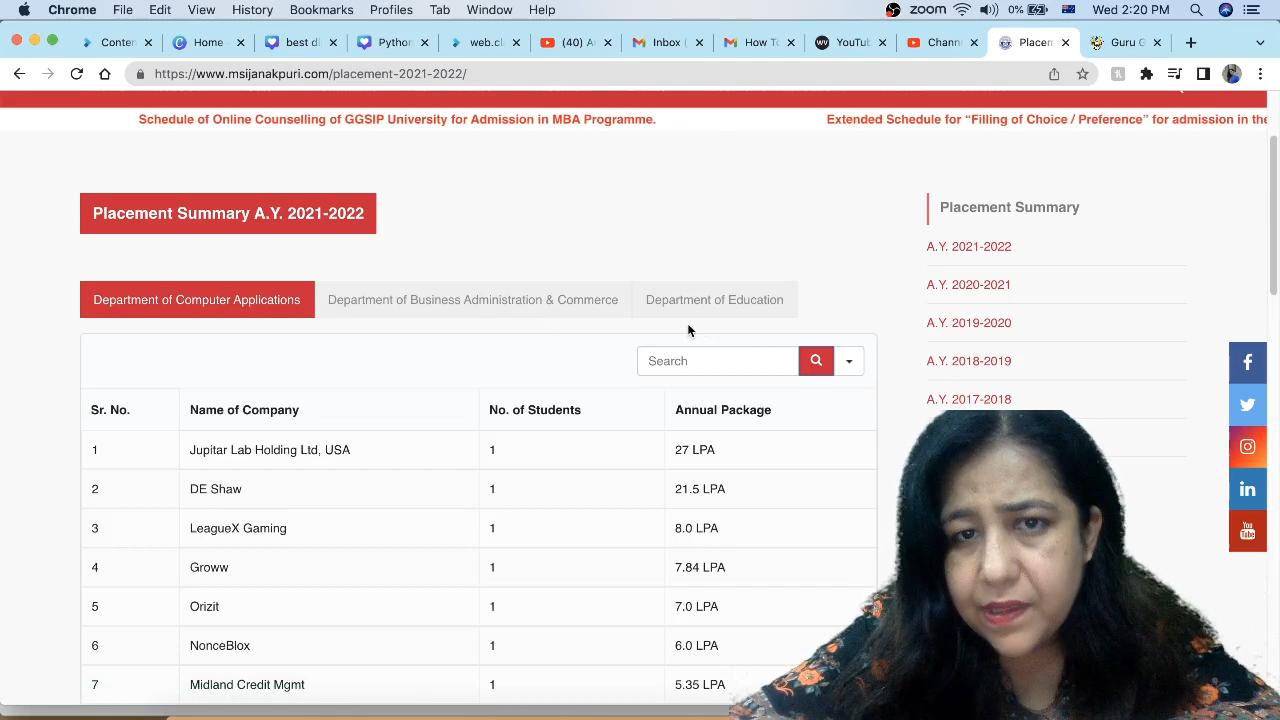 Chrome File Edit View History Bookmarks Profiles Tab Window Help zoom 0% Wed 2:20 PM
Conten Home - best dl Python web.cl (40) A Inbox ( How To YouTub Chann Placem Guru G
https://www.msijanakpuri.com/placement-2021-2022/
Schedule of Online Counselling of GGSIP University for Admission in MBA Programme. Extended Schedule for “Filling of Choice / Preference” for admission in the
Placement Summary A.Y. 2021-2022
Department of Computer Applications Department of Business Administration & Commerce Department of Education
Search
Sr. No. Name of Company No. of Students Annual Package
1 Jupitar Lab Holding Ltd, USA 1 27 LPA
2 DE Shaw 1 21.5 LPA
3 LeagueX Gaming 1 8.0 LPA
4 Groww 1 7.84 LPA
5 Orizit 1 7.0 LPA
6 NonceBlox 1 6.0 LPA
7 Midland Credit Mgmt 1 5.35 LPA
Placement Summary
A.Y. 2021-2022
A.Y. 2020-2021
A.Y. 2019-2020
A.Y. 2018-2019
A.Y. 2017-2018
You
Tube